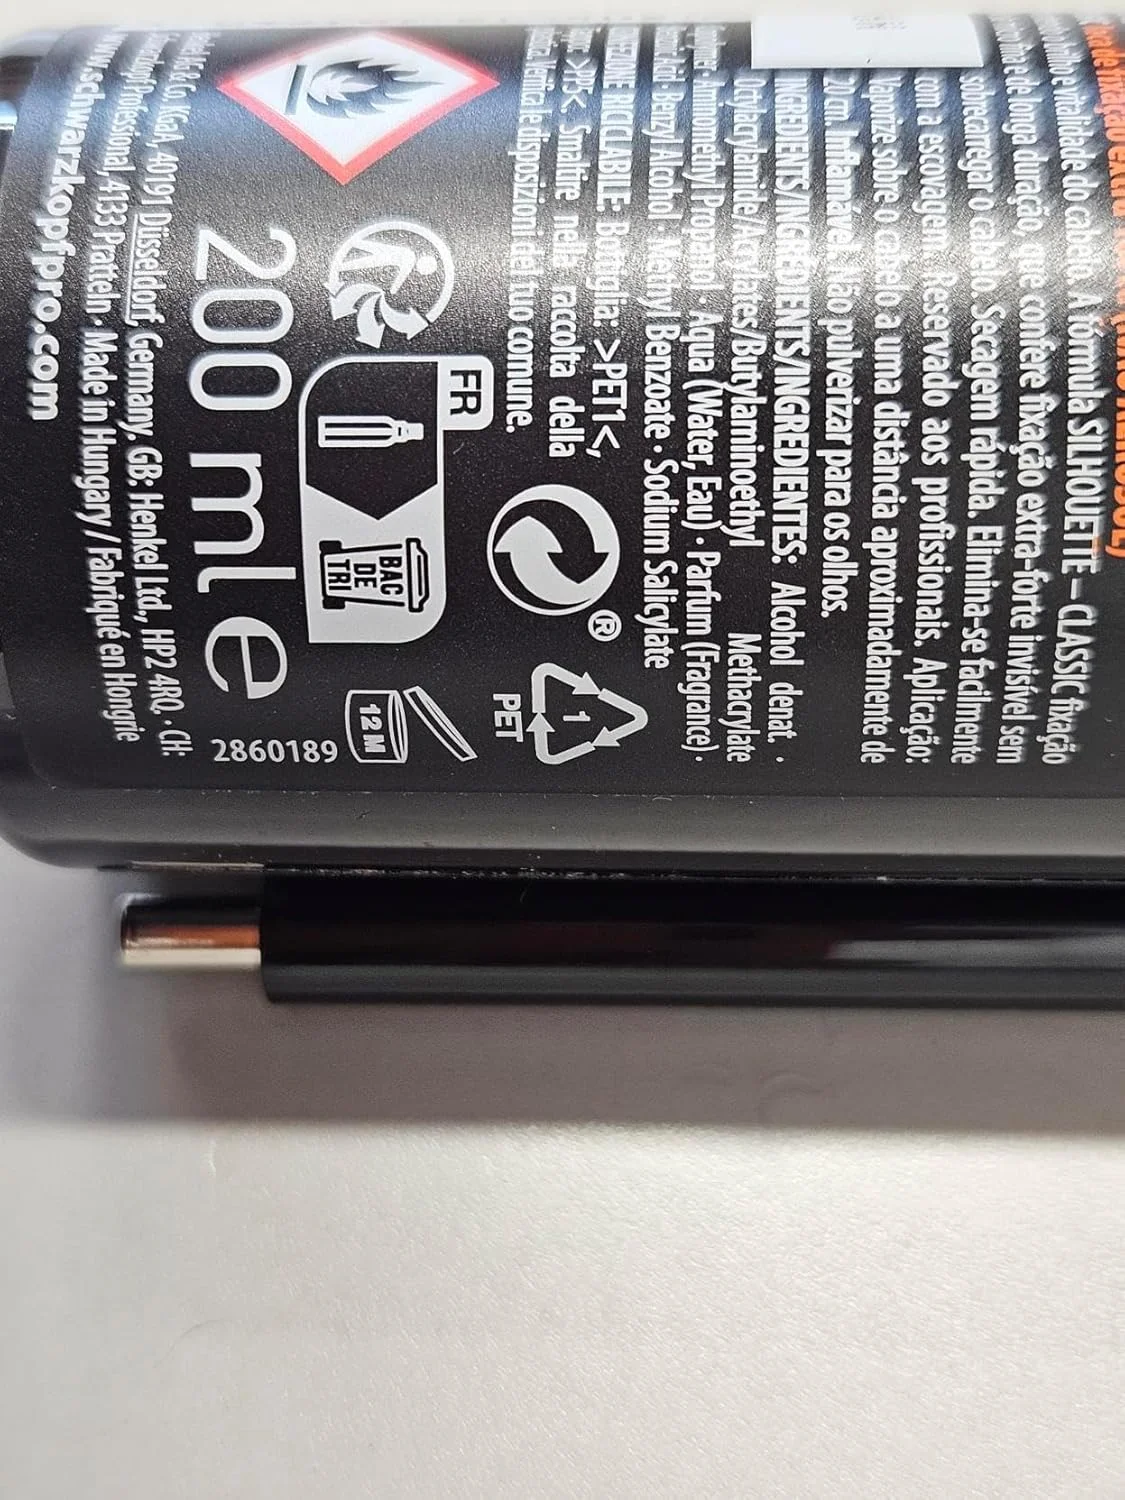 SILHOUETTE – CLASSIC fixação
vitalidade do cabelo. A fórmula
e de longa duração, que confere fixação extra-forte invisível sem
sobrecarregar o cabelo. Secagem rápida. Elimina-se facilmente
com a escovagem. Reservado aos profissionais. Aplicação:
Vaporize sobre o cabelo a uma distância aproximadamente de
20 cm. Inflamável. Não pulverizar para os olhos.
INGREDIENTS/INGRÉDIENTS/INGREDIENTES: Alcohol denat. ·
Octylacrylamide/Acrylates/Butylaminoethyl Methacrylate
Aminomethyl Propanol · Aqua (Water, Eau) · Parfum (Fragrance) ·
Benzyl Alcohol · Methyl Benzoate · Sodium Salicylate
RICICLABILE: Bottiglia: >PET1<,
>PP5< Smaltire nella raccolta della
Verifica le disposizioni del tuo comune.
®
1
PET
FR
BAC
DE
TRI
12 M
200 ml e
2860189
40191 Düsseldorf, Germany. GB: Henkel Ltd., HP2 4RQ. · CH:
Professional, 4133 Pratteln · Made in Hungary / Fabriqué en Hongrie
www.schwarzkopfpro.com